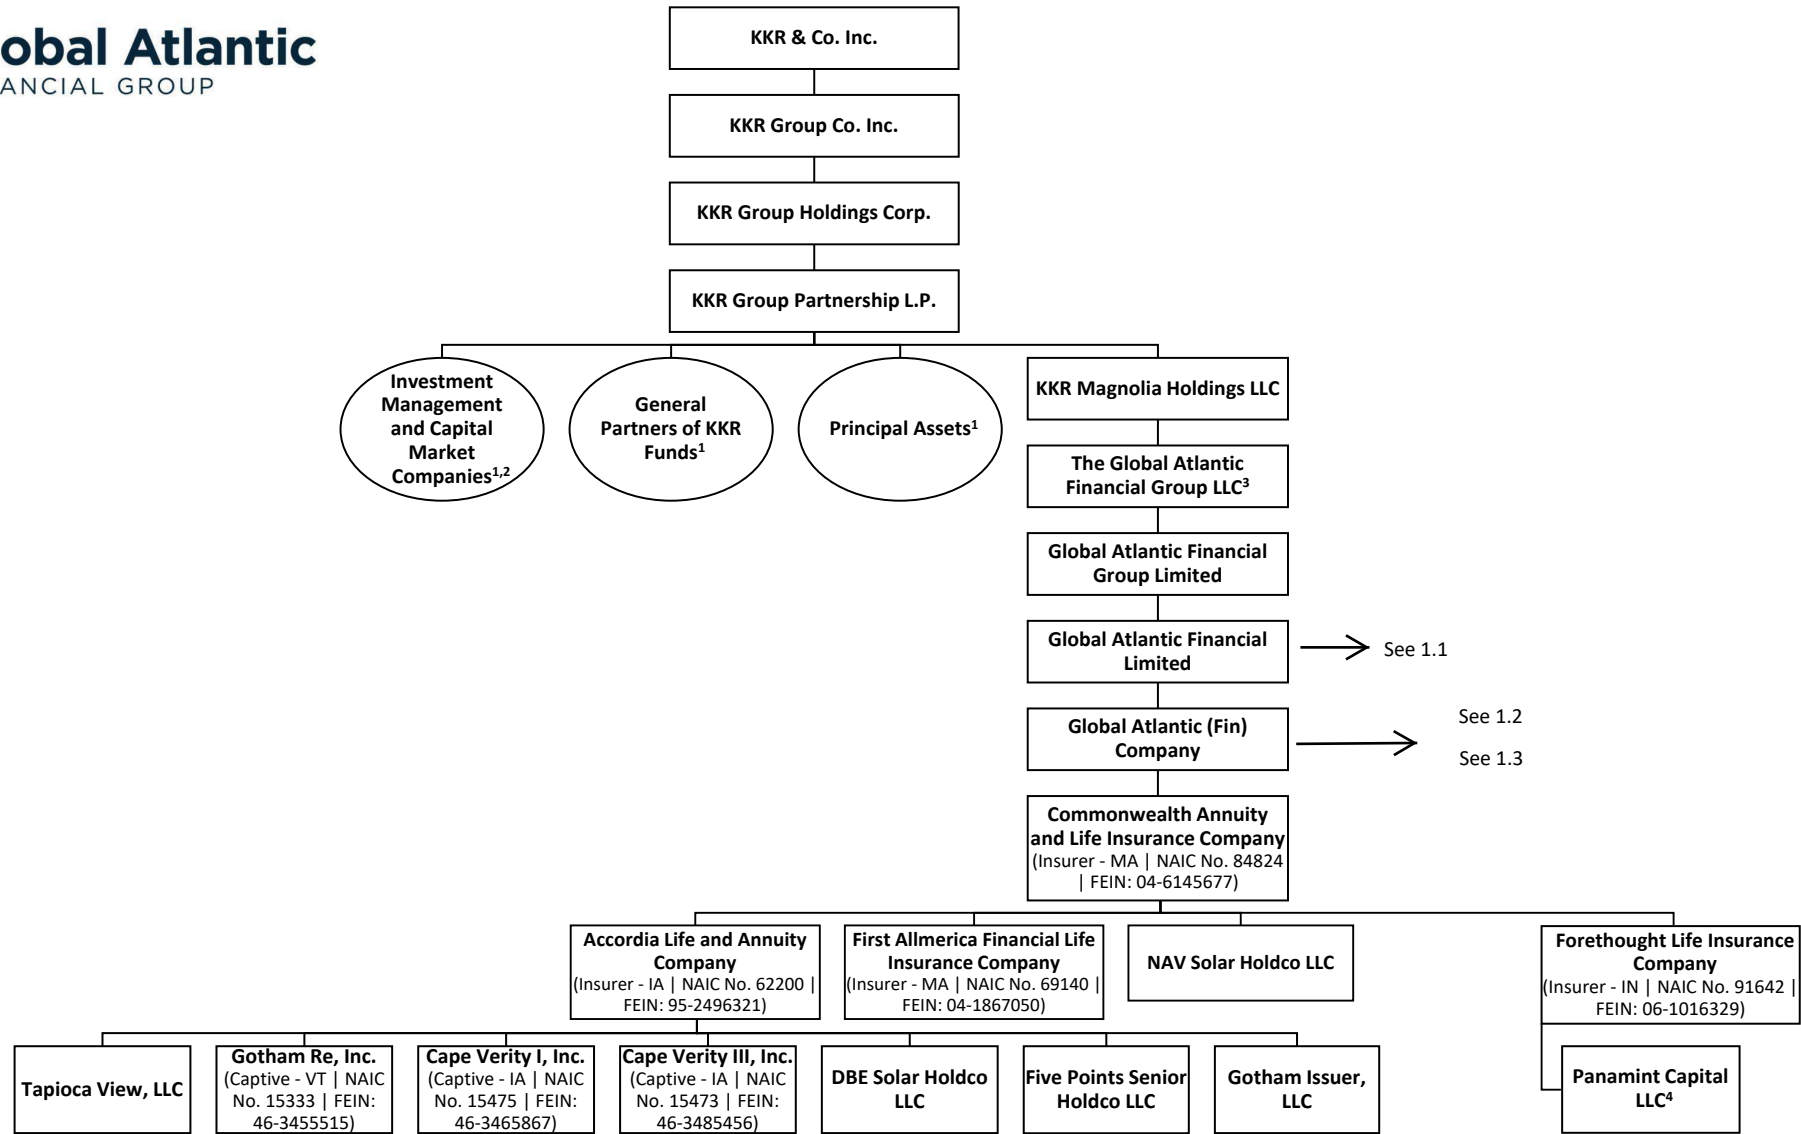 obal Atlantic
ANCIAL GROUP
KKR & Co. Inc.
KKR Group Co. Inc.
KKR Group Holdings Corp.
KKR Group Partnership L.P.
Investment
Management
and Capital
Market
Companies1,2
General
Partners of KKR
Funds1
Principal Assets1
KKR Magnolia Holdings LLC
The Global Atlantic
Financial Group LLC3
Global Atlantic Financial
Group Limited
Global Atlantic Financial
Limited
See 1.1
Global Atlantic (Fin)
Company
See 1.2
See 1.3
Commonwealth Annuity
and Life Insurance Company
(Insurer - MA | NAIC No. 84824
| FEIN: 04-6145677)
Accordia Life and Annuity
Company
(Insurer - IA | NAIC No. 62200 |
FEIN: 95-2496321)
First Allmerica Financial Life
Insurance Company
(Insurer - MA | NAIC No. 69140 |
FEIN: 04-1867050)
NAV Solar Holdco LLC
Forethought Life Insurance
Company
(Insurer - IN | NAIC No. 91642 |
FEIN: 06-1016329)
Tapioca View, LLC
Gotham Re, Inc.
(Captive - VT | NAIC
No. 15333 | FEIN:
46-3455515)
Cape Verity I, Inc.
(Captive - IA | NAIC
No. 15475 | FEIN:
46-3465867)
Cape Verity III, Inc.
(Captive - IA | NAIC
No. 15473 | FEIN:
46-3485456)
DBE Solar Holdco
LLC
Five Points Senior
Holdco LLC
Gotham Issuer,
LLC
Panamint Capital
LLC4